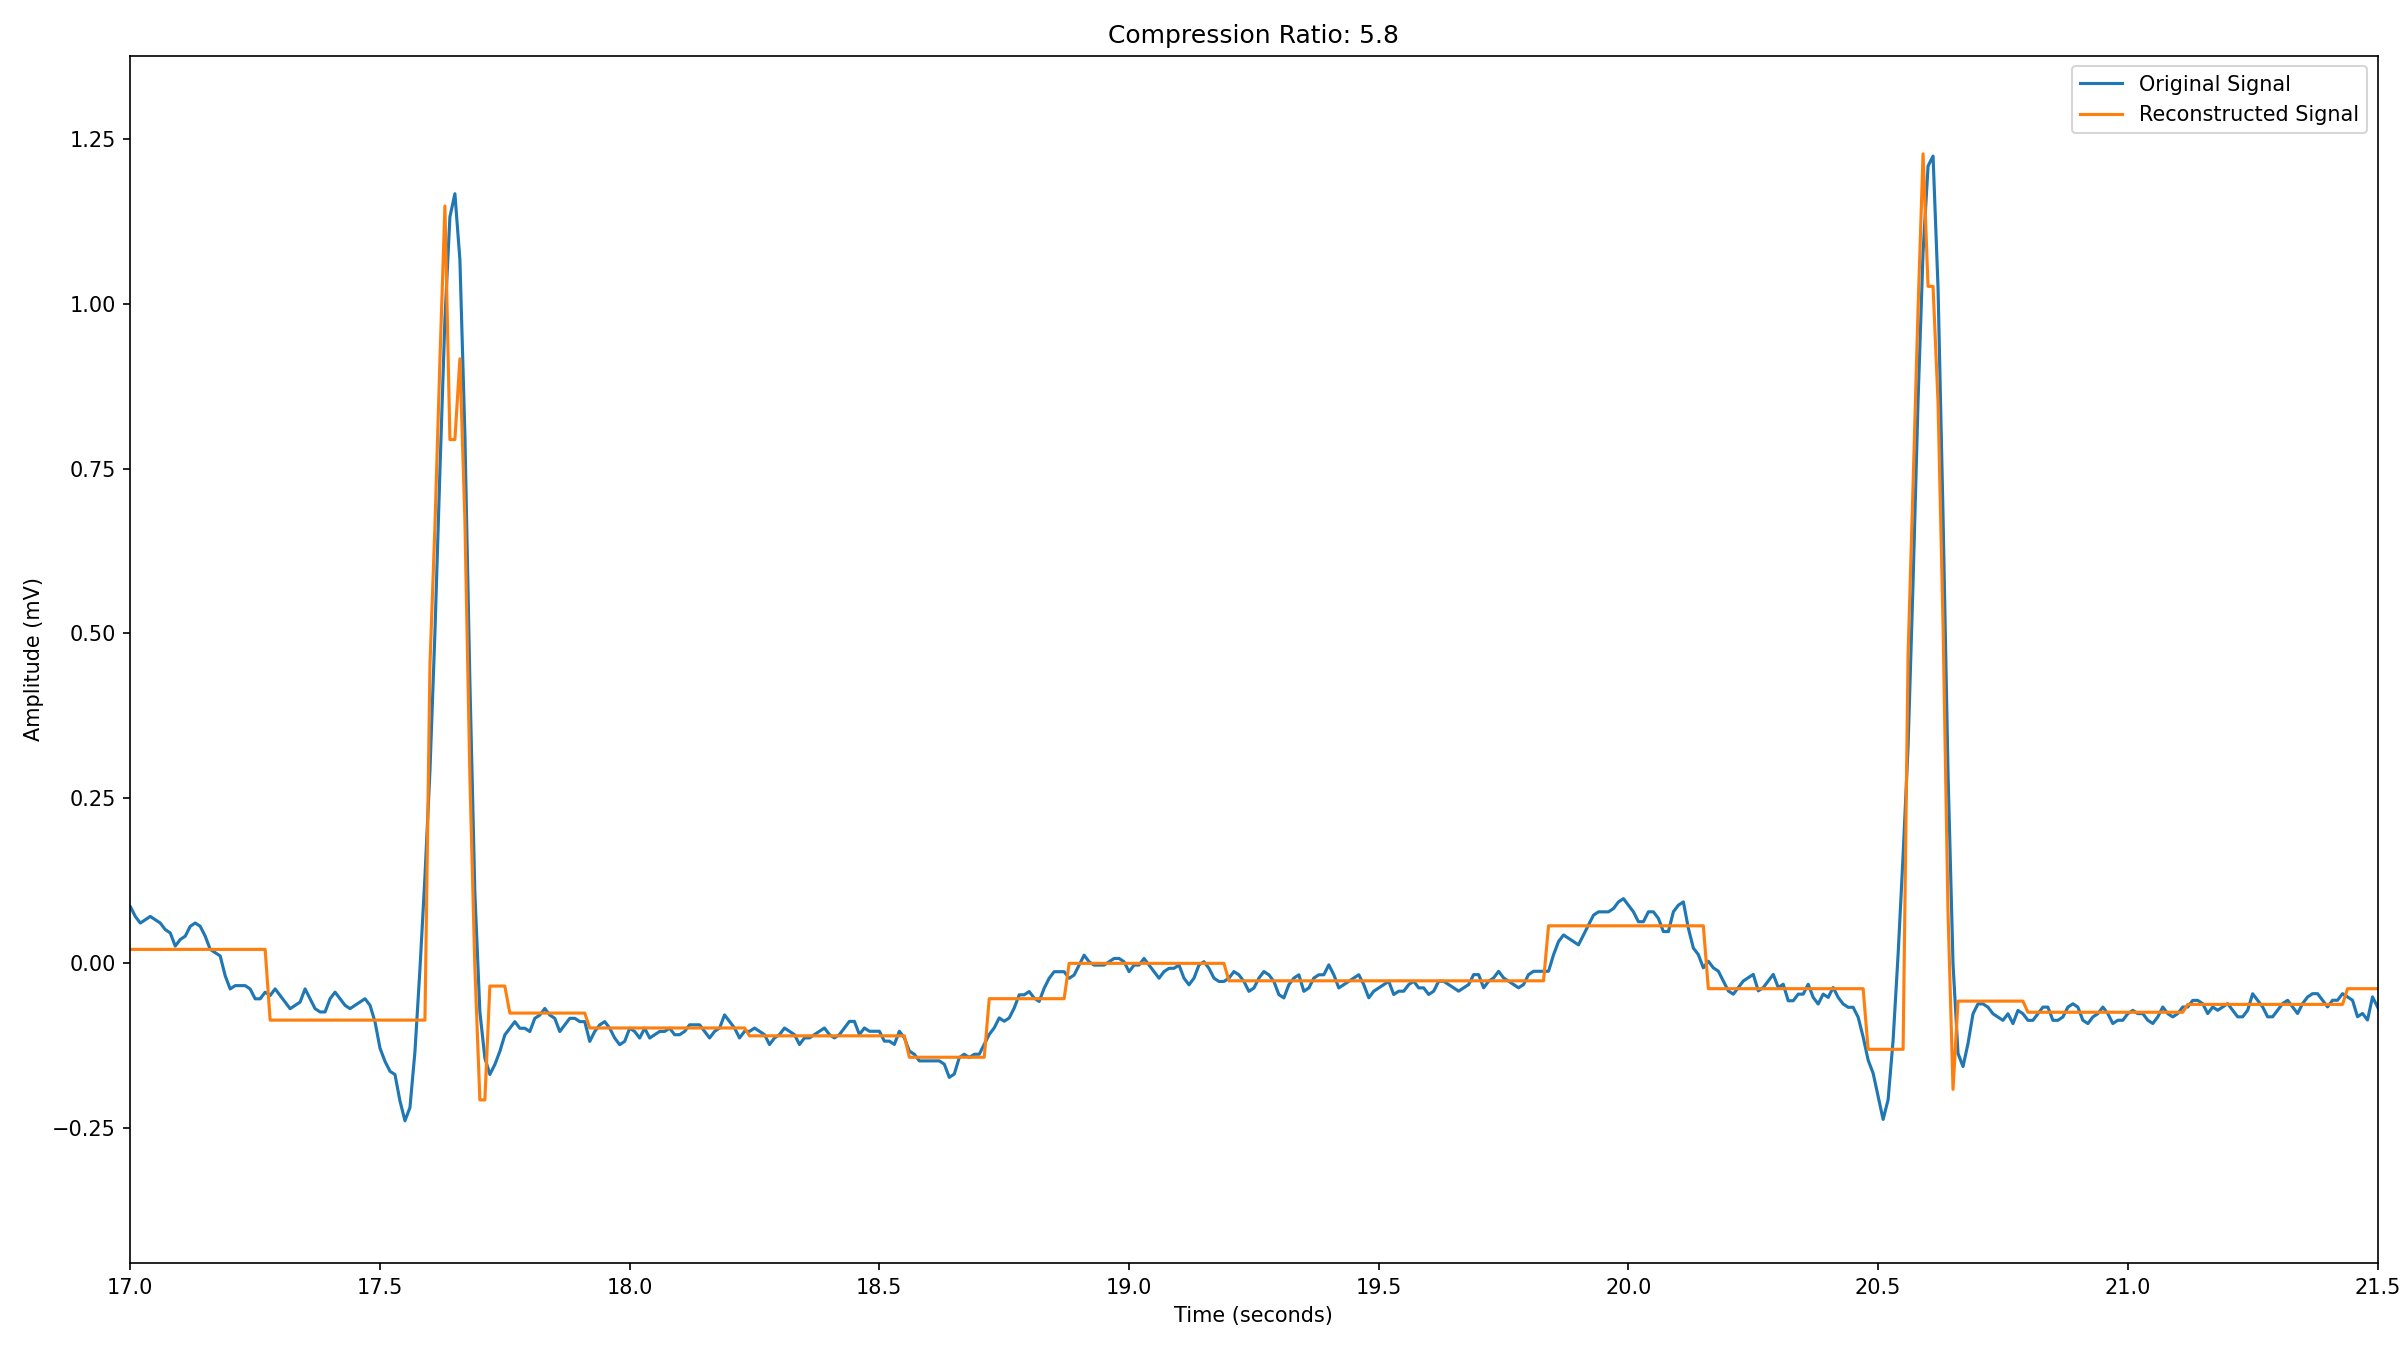 Compression Ratio: 5.8
Original Signal
Reconstructed Signal
1.25
1.00
0.75
0.50
0.25
0.00
−0.25
Amplitude (mV)
17.0 17.5 18.0 18.5 19.0 19.5 20.0 20.5 21.0 21.5
Time (seconds)